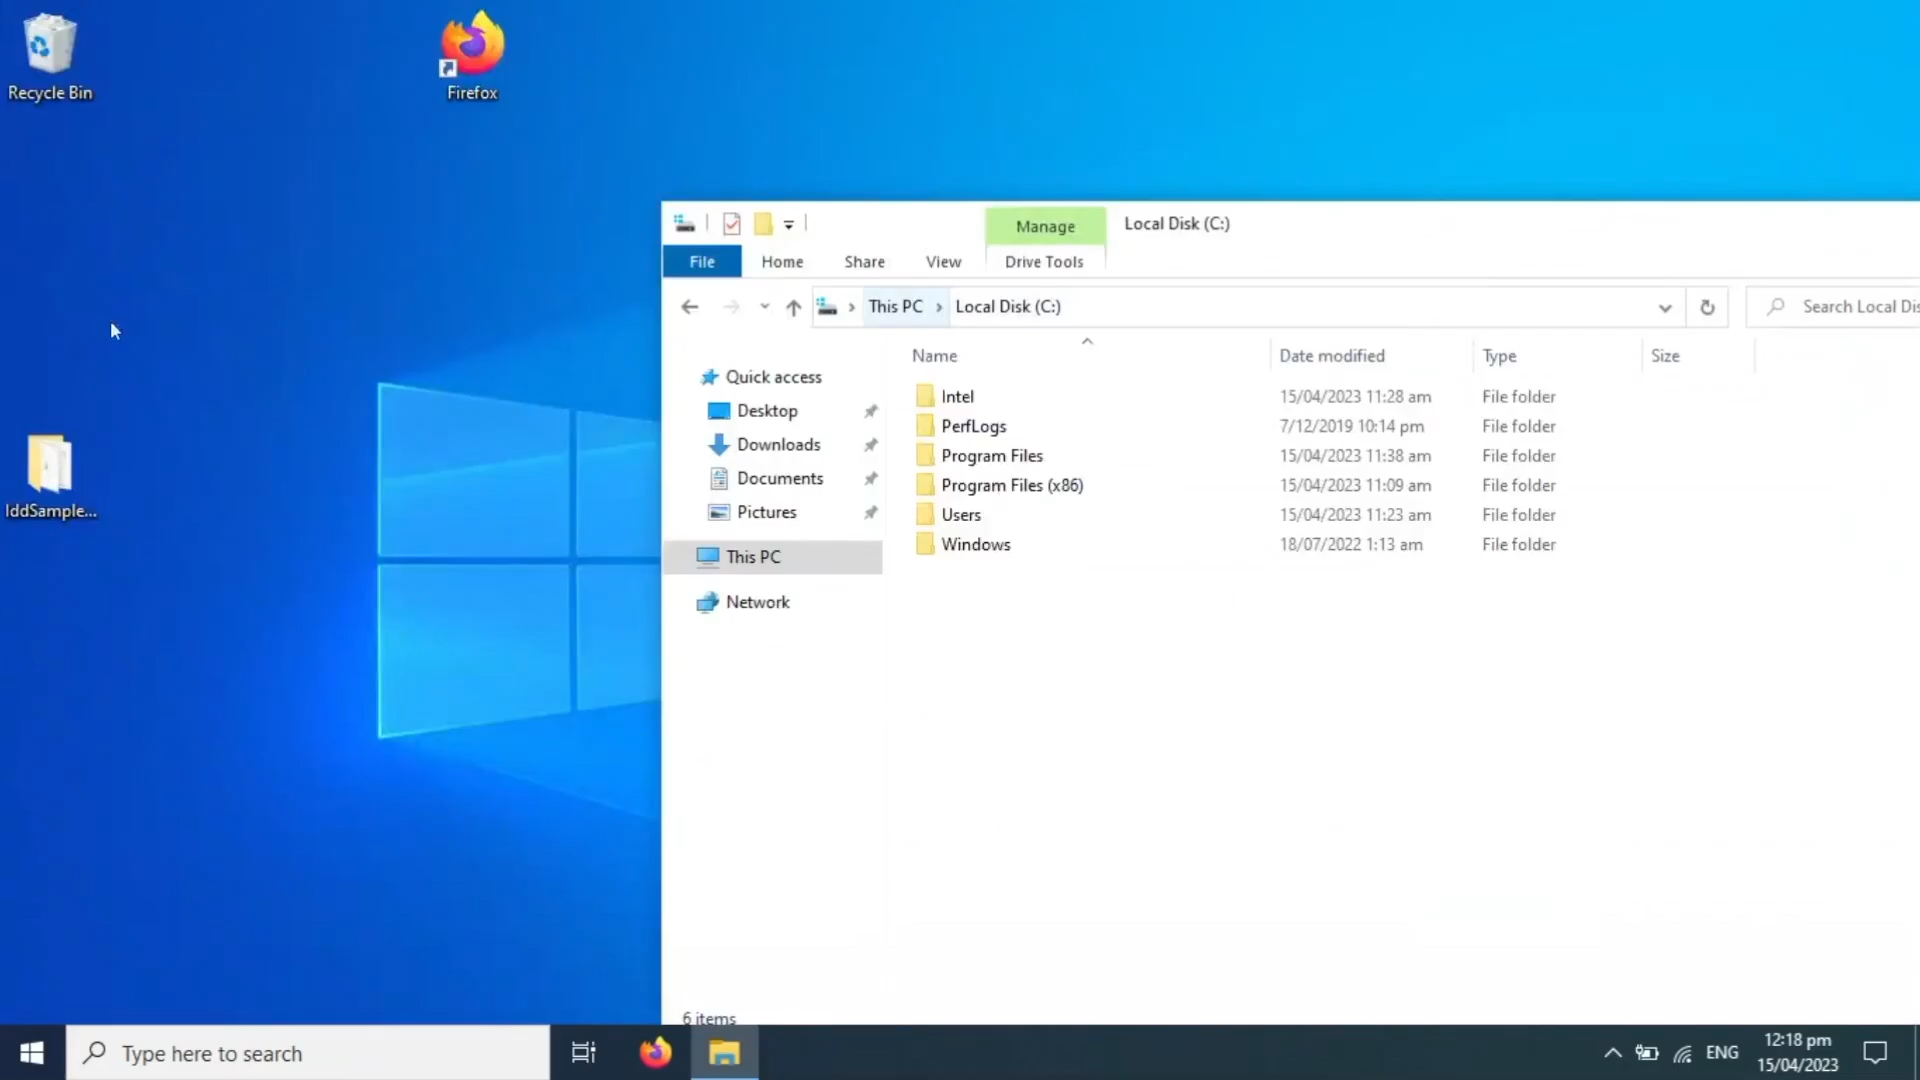 Recycle Bin
Firefox
IddSample...
Manage
Local Disk (C:)
File
Home
Share
View
Drive Tools
This PC
Local Disk (C:)
Search Local Dis
Name
Date modified
Type
Size
Quick access
Desktop
Downloads
Documents
Pictures
This PC
Network
Intel
15/04/2023 11:28 am
File folder
PerfLogs
7/12/2019 10:14 pm
File folder
Program Files
15/04/2023 11:38 am
File folder
Program Files (x86)
15/04/2023 11:09 am
File folder
Users
15/04/2023 11:23 am
File folder
Windows
18/07/2022 1:13 am
File folder
6 items
Type here to search
ENG
12:18 pm
15/04/2023